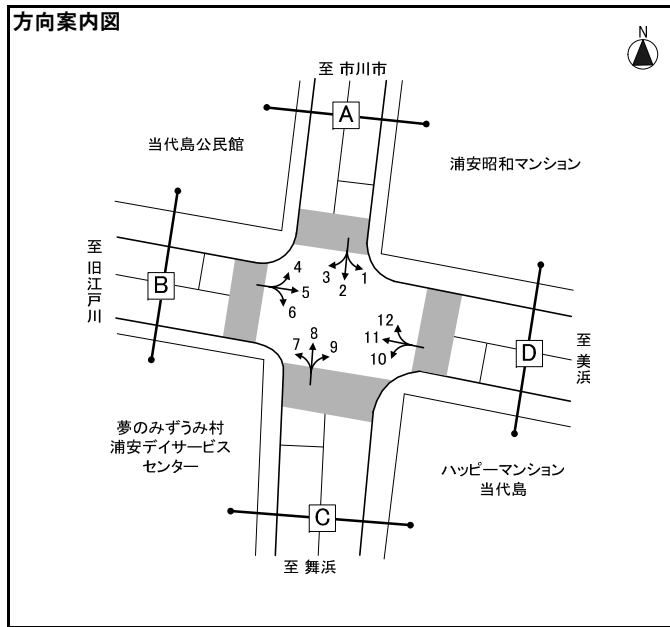 方向案内図
N
至 市川市
A
当代島公民館
浦安昭和マンション
至 旧江戸川
B
4
5
6
3
2
1
12
11
10
D
至 美浜
7
8
9
夢のみずうみ村
浦安デイサービス
センター
ハッピーマンション
当代島
C
至 舞浜